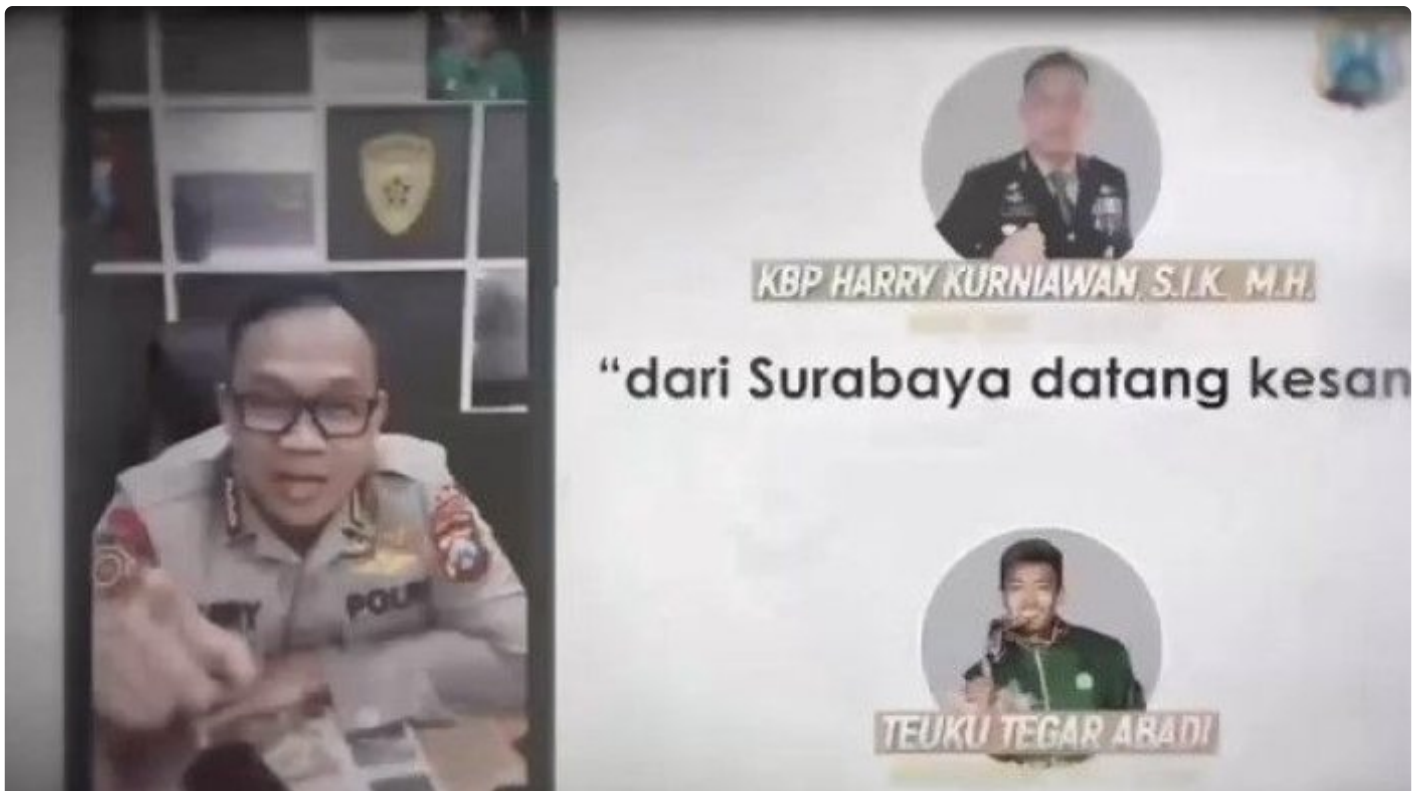 KBP HARRY KURNIAWAN, S.I.K. M.H.
“dari Surabaya datang kesan
POLRI
TEUKU TEGAR ABADI